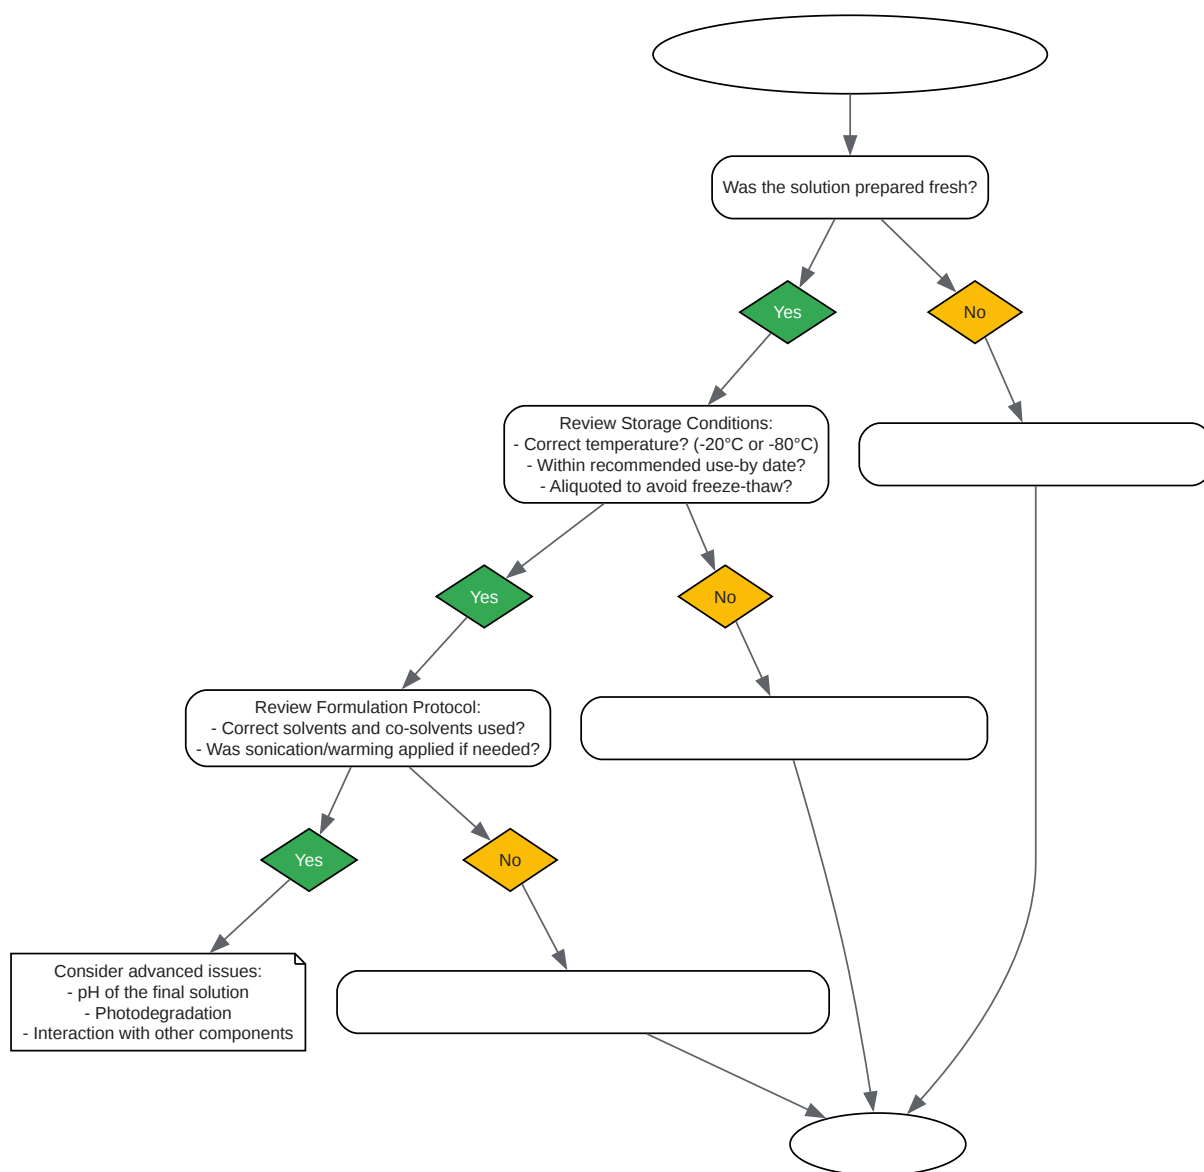 Was the solution prepared fresh?
Yes
No
Review Storage Conditions:
- Correct temperature? (-20°C or -80°C)
- Within recommended use-by date?
- Aliquoted to avoid freeze-thaw?
Yes
No
Review Formulation Protocol:
- Correct solvents and co-solvents used?
- Was sonication/warming applied if needed?
Yes
No
Consider advanced issues:
- pH of the final solution
- Photodegradation
- Interaction with other components